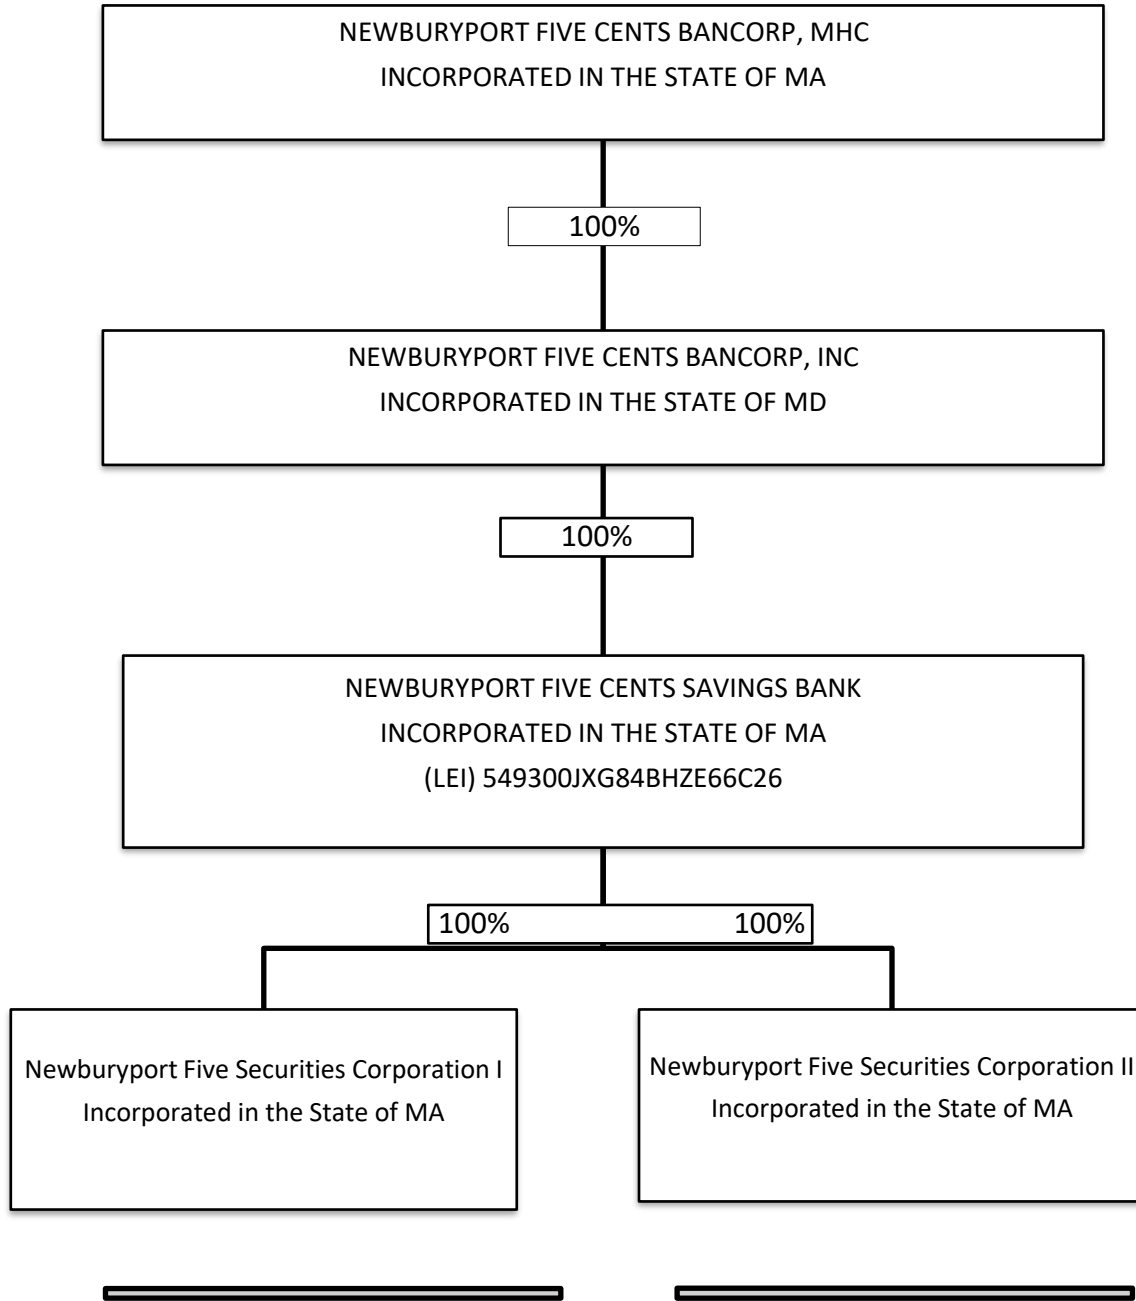 NEWBURYPORT FIVE CENTS BANCORP, MHC
INCORPORATED IN THE STATE OF MA
100%
NEWBURYPORT FIVE CENTS BANCORP, INC
INCORPORATED IN THE STATE OF MD
100%
NEWBURYPORT FIVE CENTS SAVINGS BANK
INCORPORATED IN THE STATE OF MA
(LEI) 549300JXG84BHZE66C26
100% 100%
Newburyport Five Securities Corporation I
Incorporated in the State of MA
Newburyport Five Securities Corporation II
Incorporated in the State of MA